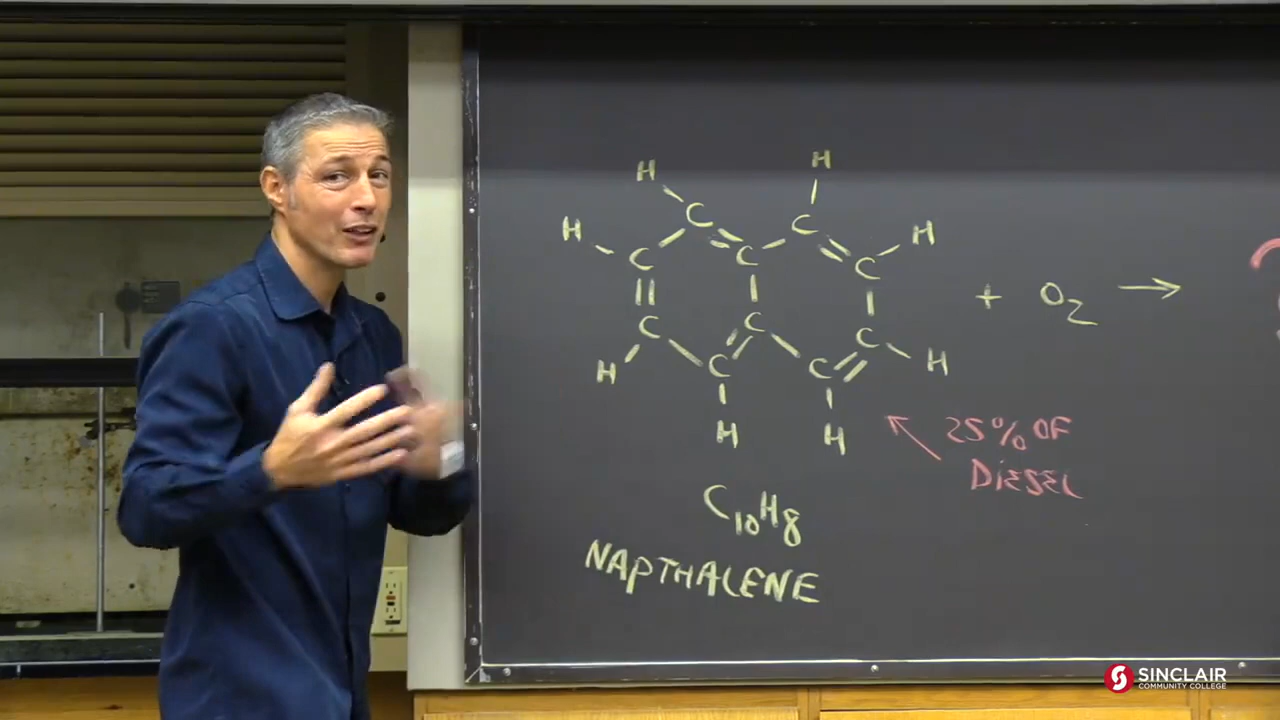 H H
H C C H
C C C
+ O₂ →
C C C
H C C H
H H
25% OF
DIESEL
C₁₀H₈
NAPTHALENE
SINCLAIR
COMMUNITY COLLEGE